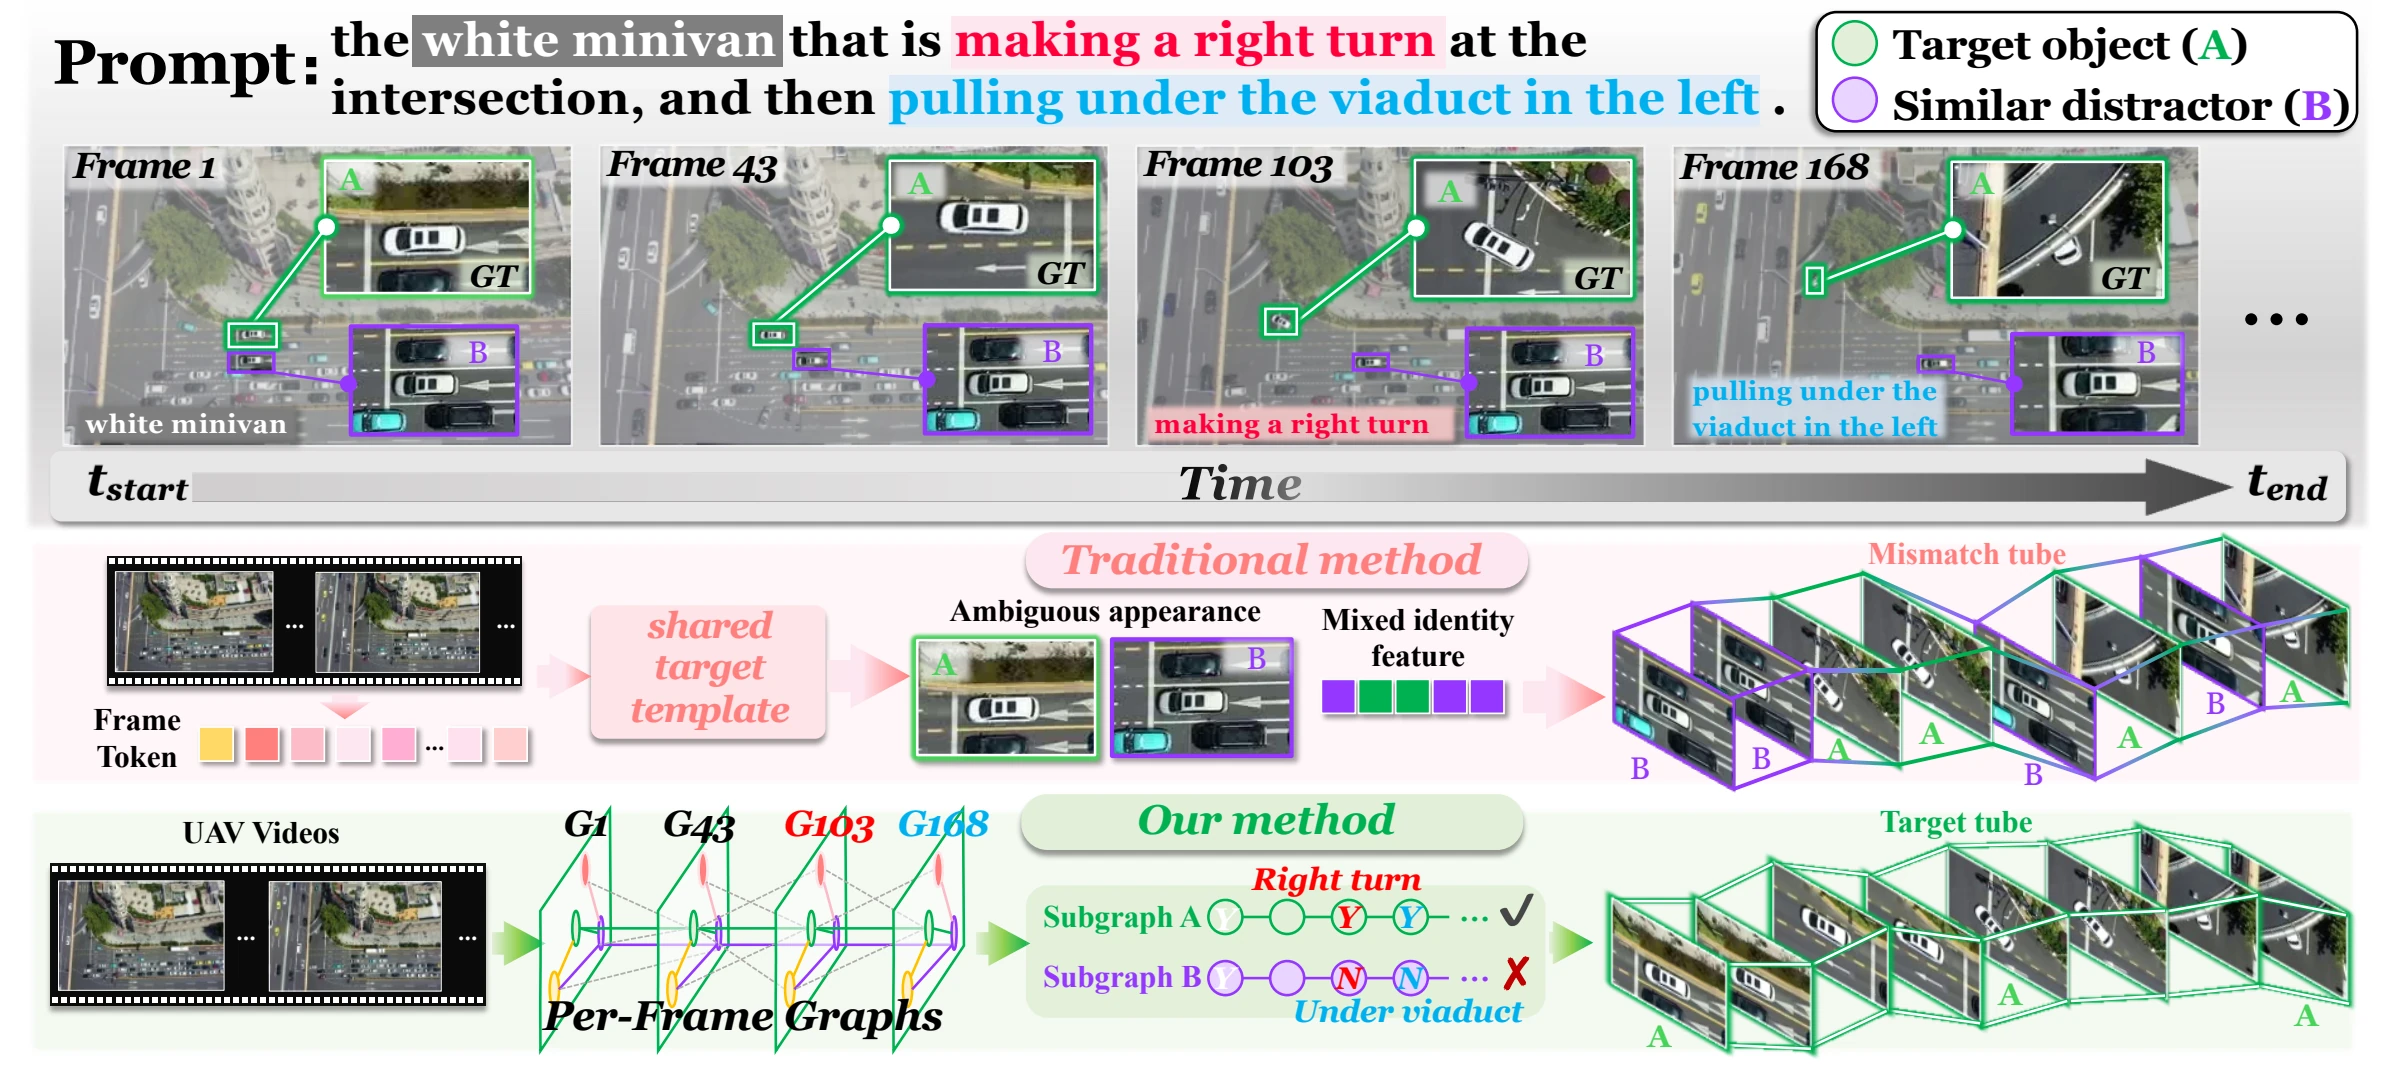 Prompt: the white minivan that is making a right turn at the
intersection, and then pulling under the viaduct in the left .
Target object (A)
Similar distractor (B)
Frame 1
A
GT
B
white minivan
Frame 43
A
GT
B
Frame 103
A
GT
B
making a right turn
Frame 168
A
GT
B
pulling under the
viaduct in the left
...
tstart
Time
tend
Traditional method
...
...
Frame
Token
...
shared
target
template
Ambiguous appearance
A
B
Mixed identity
feature
Mismatch tube
B
B
A
A
B
A
B
A
Our method
UAV Videos
...
...
G1
G43
G103
G168
Per-Frame Graphs
Right turn
Subgraph A Y Y Y ... ✓
Subgraph B Y N N ... ✗
Under viaduct
Target tube
A
A
A